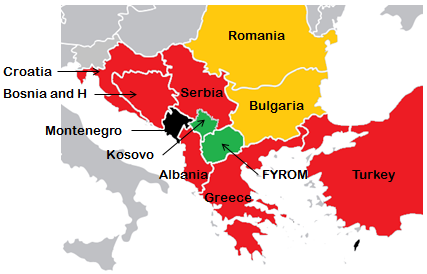 Romania
Croatia
Bosnia and H
Serbia
Bulgaria
Montenegro
Kosovo
Albania
FYROM
Turkey
Greece